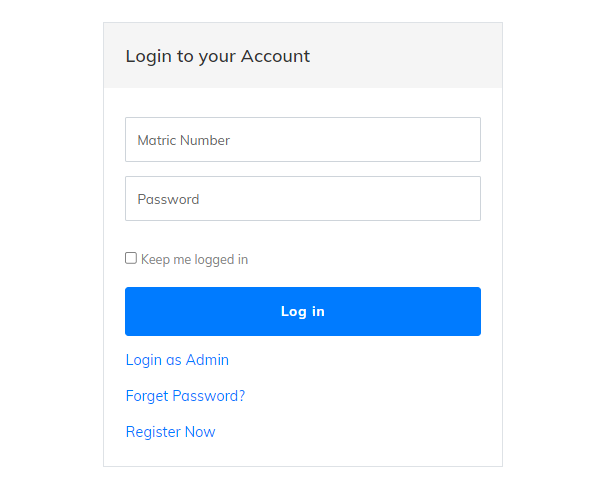 Login to your Account
Matric Number
Password
Keep me logged in
Log in
Login as Admin
Forget Password?
Register Now